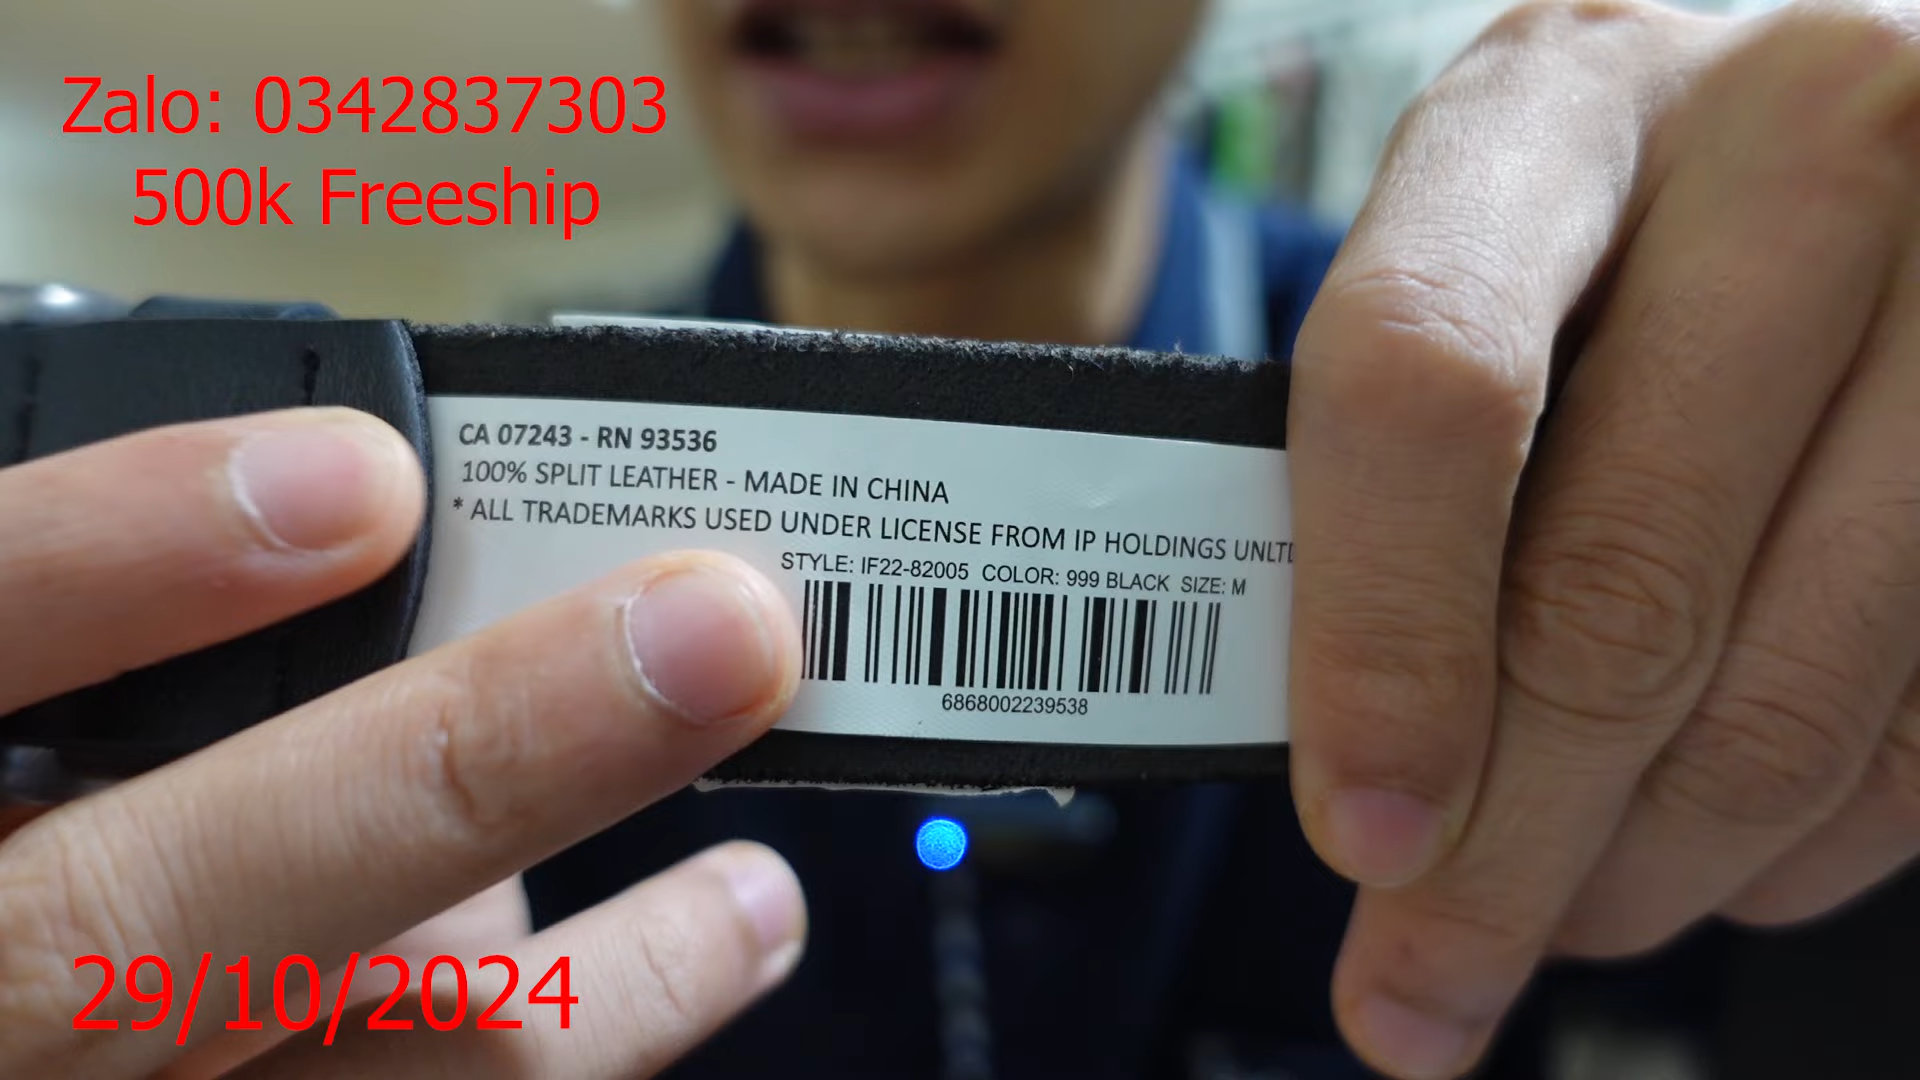 Zalo: 0342837303
500k Freeship
CA 07243 - RN 93536
100% SPLIT LEATHER - MADE IN CHINA
* ALL TRADEMARKS USED UNDER LICENSE FROM IP HOLDINGS UNLTD
STYLE: IF22-82005 COLOR: 999 BLACK SIZE: M
6868002239538
29/10/2024